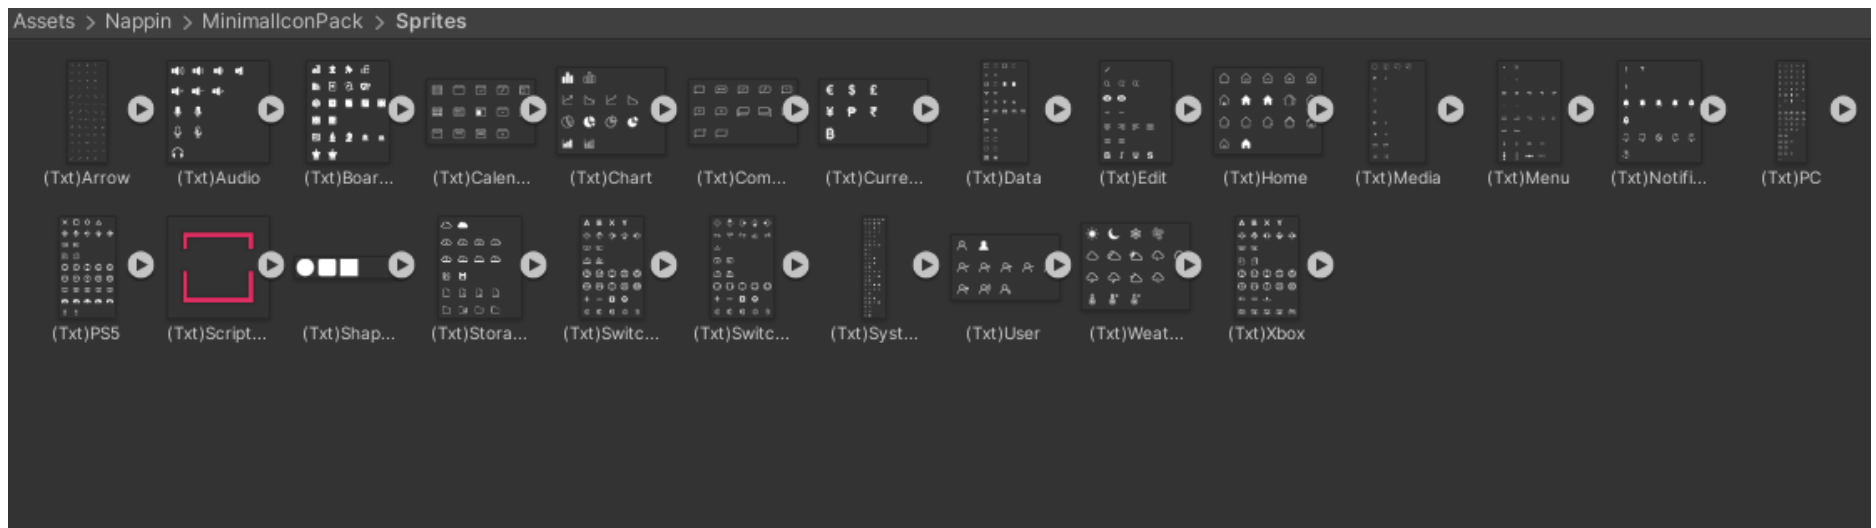 Assets > Nappin > MinimalIconPack > Sprites
(Txt)Arrow (Txt)Audio (Txt)Boar... (Txt)Calen... (Txt)Chart (Txt)Com... (Txt)Curre... (Txt)Data (Txt)Edit (Txt)Home (Txt)Media (Txt)Menu (Txt)Notifi... (Txt)PC
(Txt)PS5 (Txt)Script... (Txt)Shap... (Txt)Stora... (Txt)Switc... (Txt)Switc... (Txt)Syst... (Txt)User (Txt)Weat... (Txt)Xbox